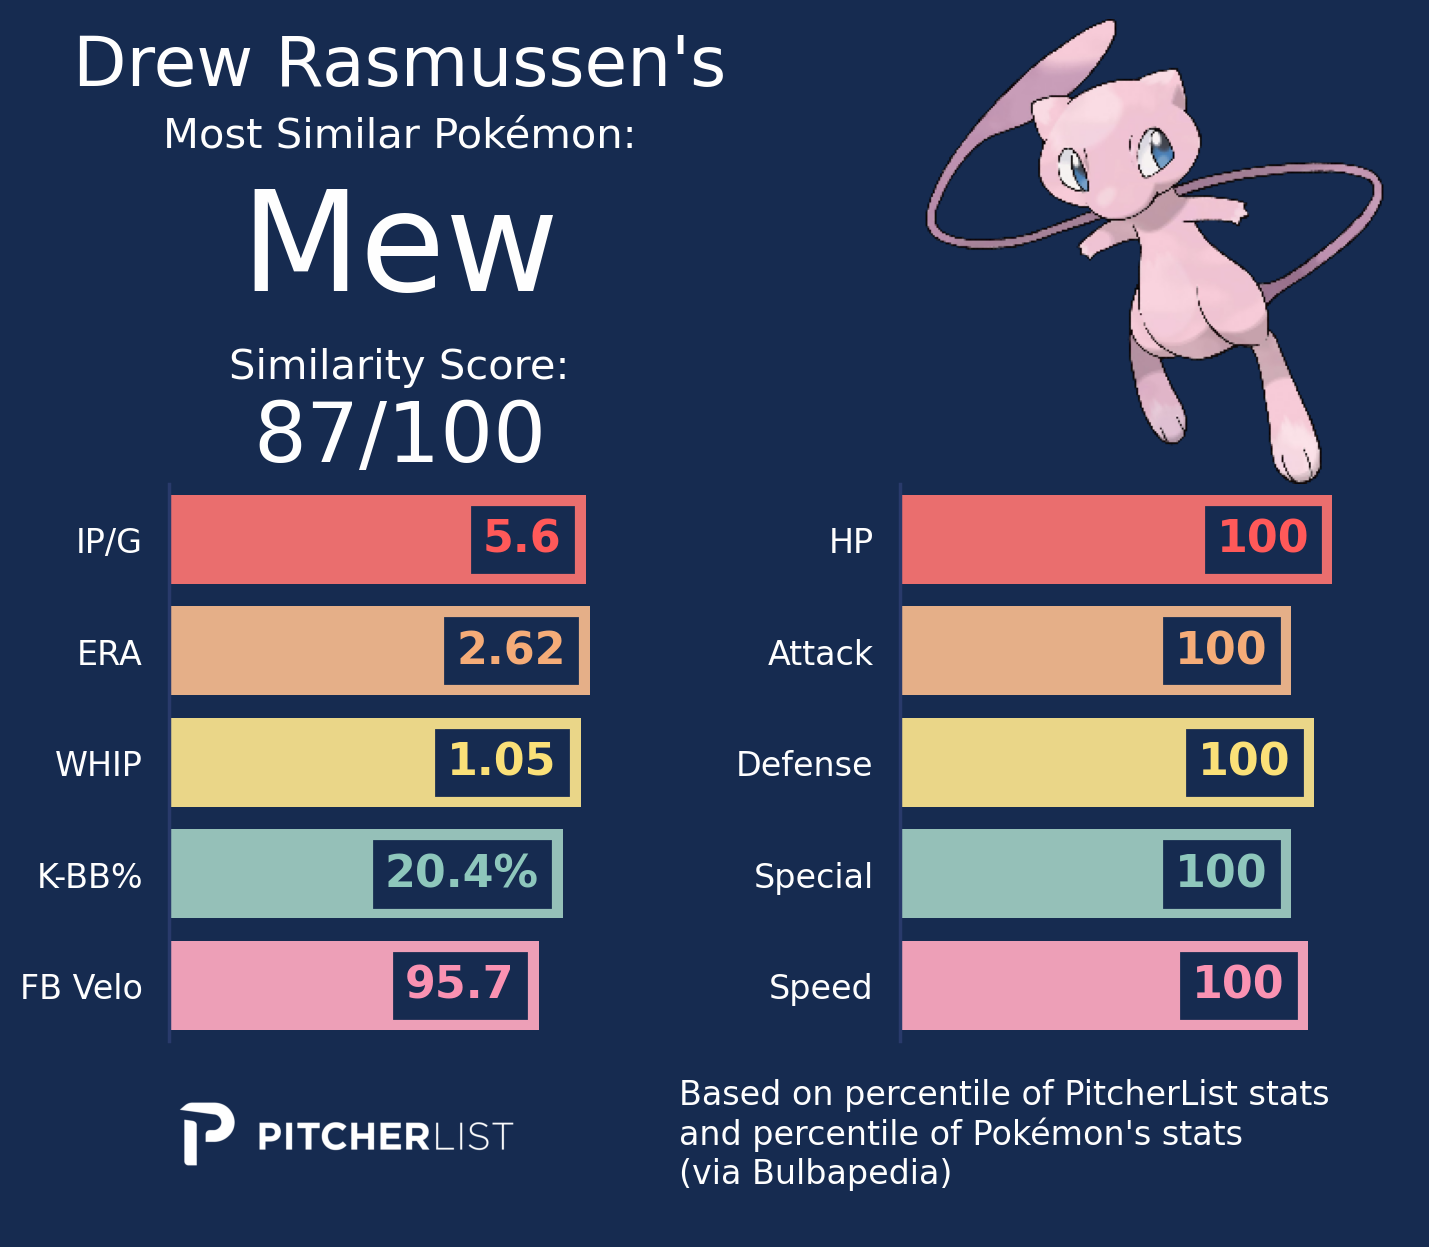 Drew Rasmussen's
Most Similar Pokémon:
Mew
Similarity Score:
87/100
IP/G 5.6
ERA 2.62
WHIP 1.05
K-BB% 20.4%
FB Velo 95.7
HP 100
Attack 100
Defense 100
Special 100
Speed 100
PITCHERLIST
Based on percentile of PitcherList stats
and percentile of Pokémon's stats
(via Bulbapedia)